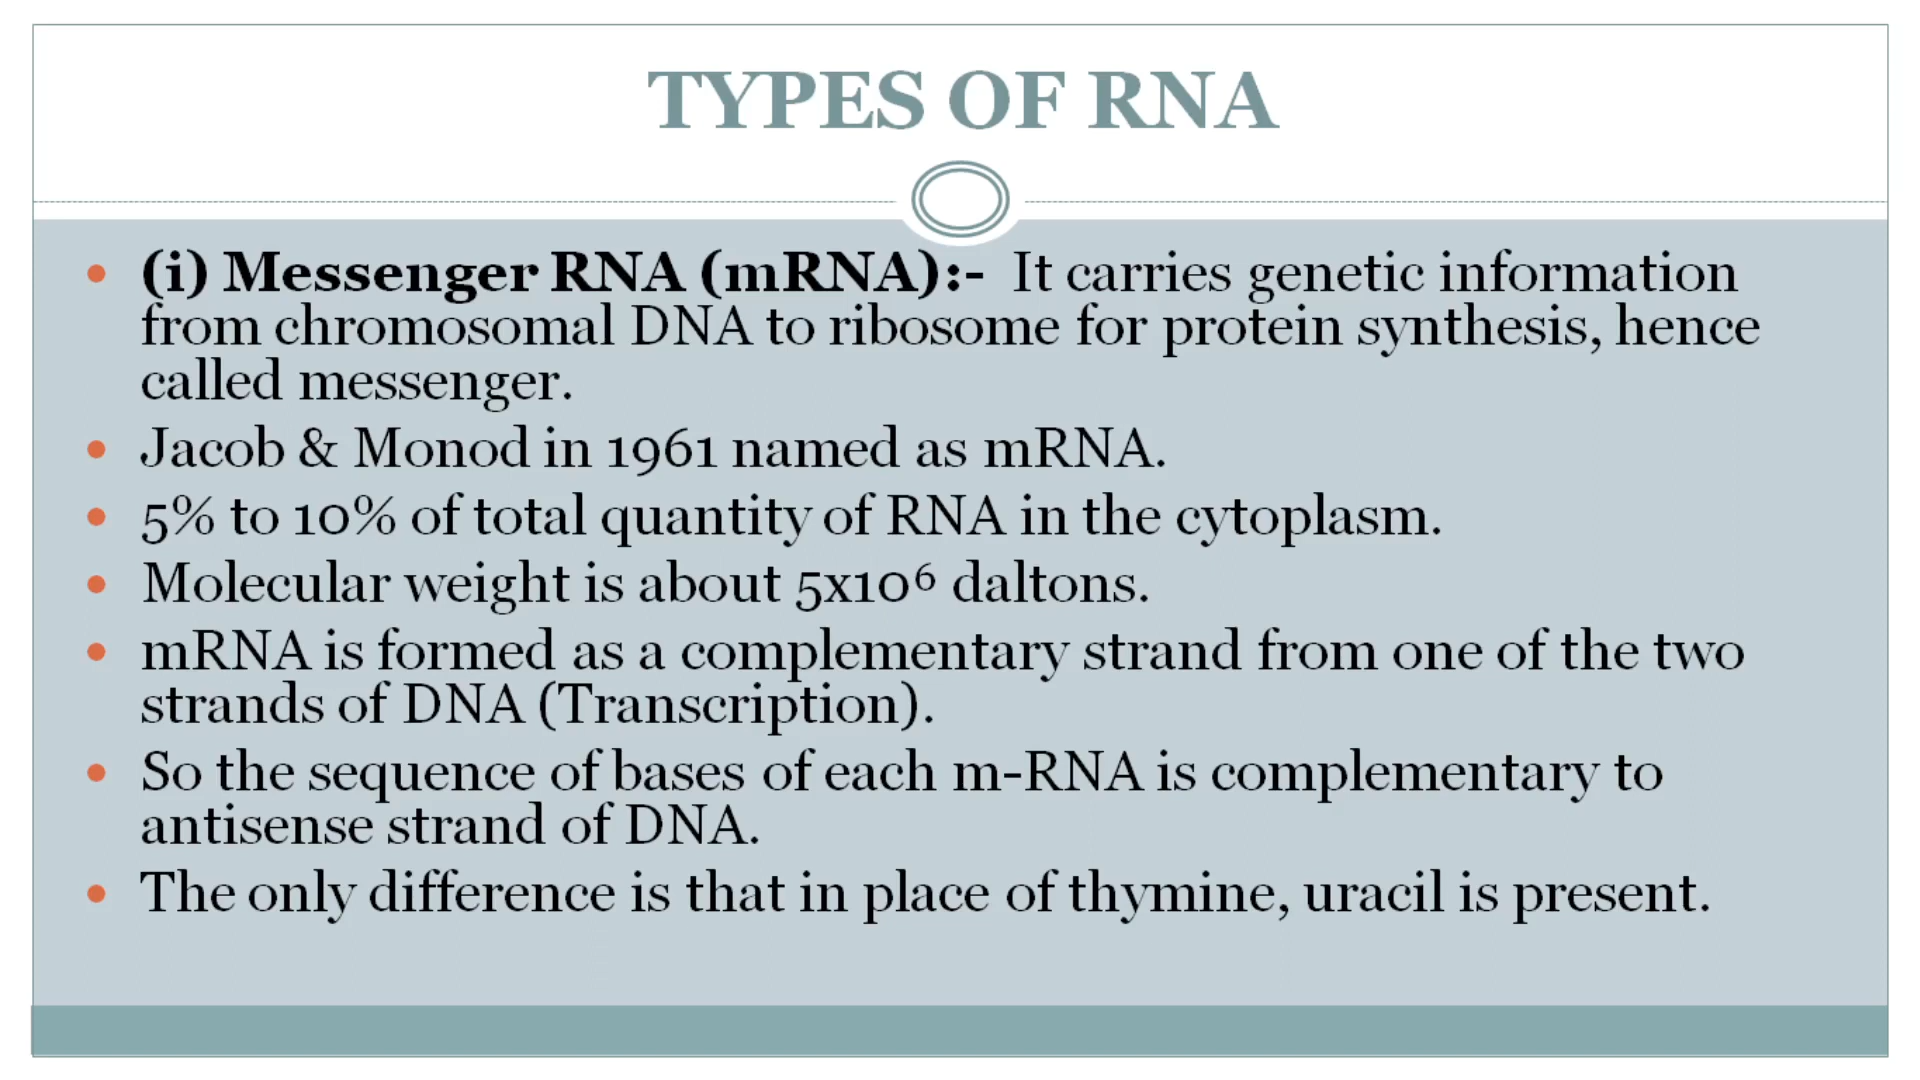 TYPES OF RNA
(i) Messenger RNA (mRNA):- It carries genetic information
from chromosomal DNA to ribosome for protein synthesis, hence
called messenger.
Jacob & Monod in 1961 named as mRNA.
5% to 10% of total quantity of RNA in the cytoplasm.
Molecular weight is about 5x10⁶ daltons.
mRNA is formed as a complementary strand from one of the two
strands of DNA (Transcription).
So the sequence of bases of each m-RNA is complementary to
antisense strand of DNA.
The only difference is that in place of thymine, uracil is present.